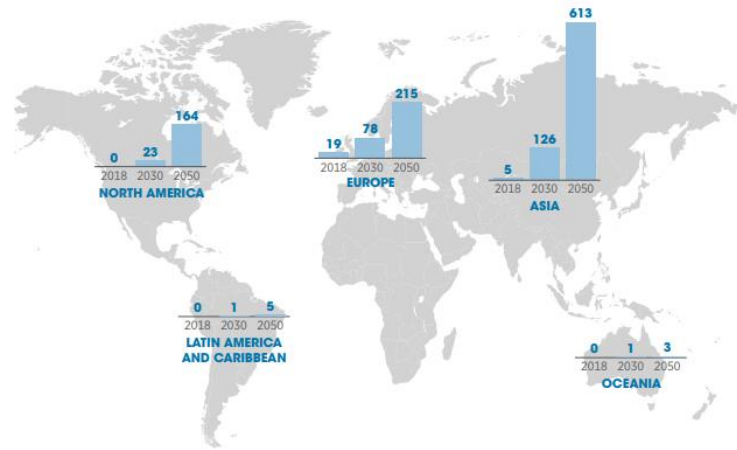 164
23
0
2018 2030 2050
NORTH AMERICA
215
78
19
2018 2030 2050
EUROPE
613
126
5
2018 2030 2050
ASIA
0 1 5
2018 2030 2050
LATIN AMERICA
AND CARIBBEAN
0 1 3
2018 2030 2050
OCEANIA